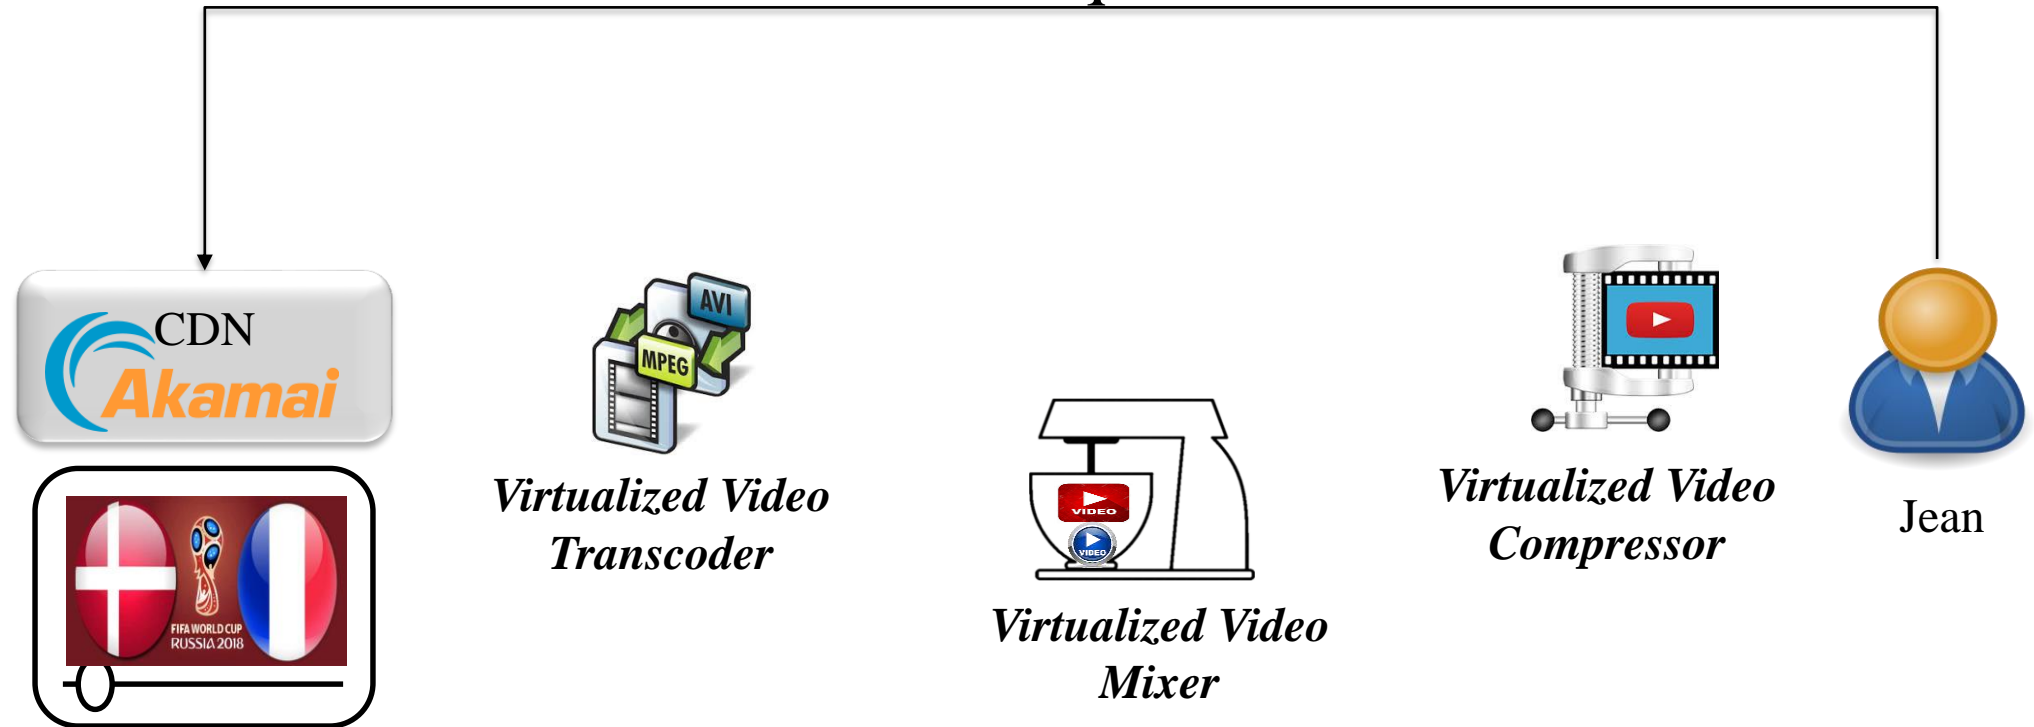 CDN
Akamai
AVI
MPEG
Virtualized Video
Transcoder
VIDEO
VIDEO
Virtualized Video
Mixer
Virtualized Video
Compressor
Jean
FIFA WORLD CUP
RUSSIA 2018